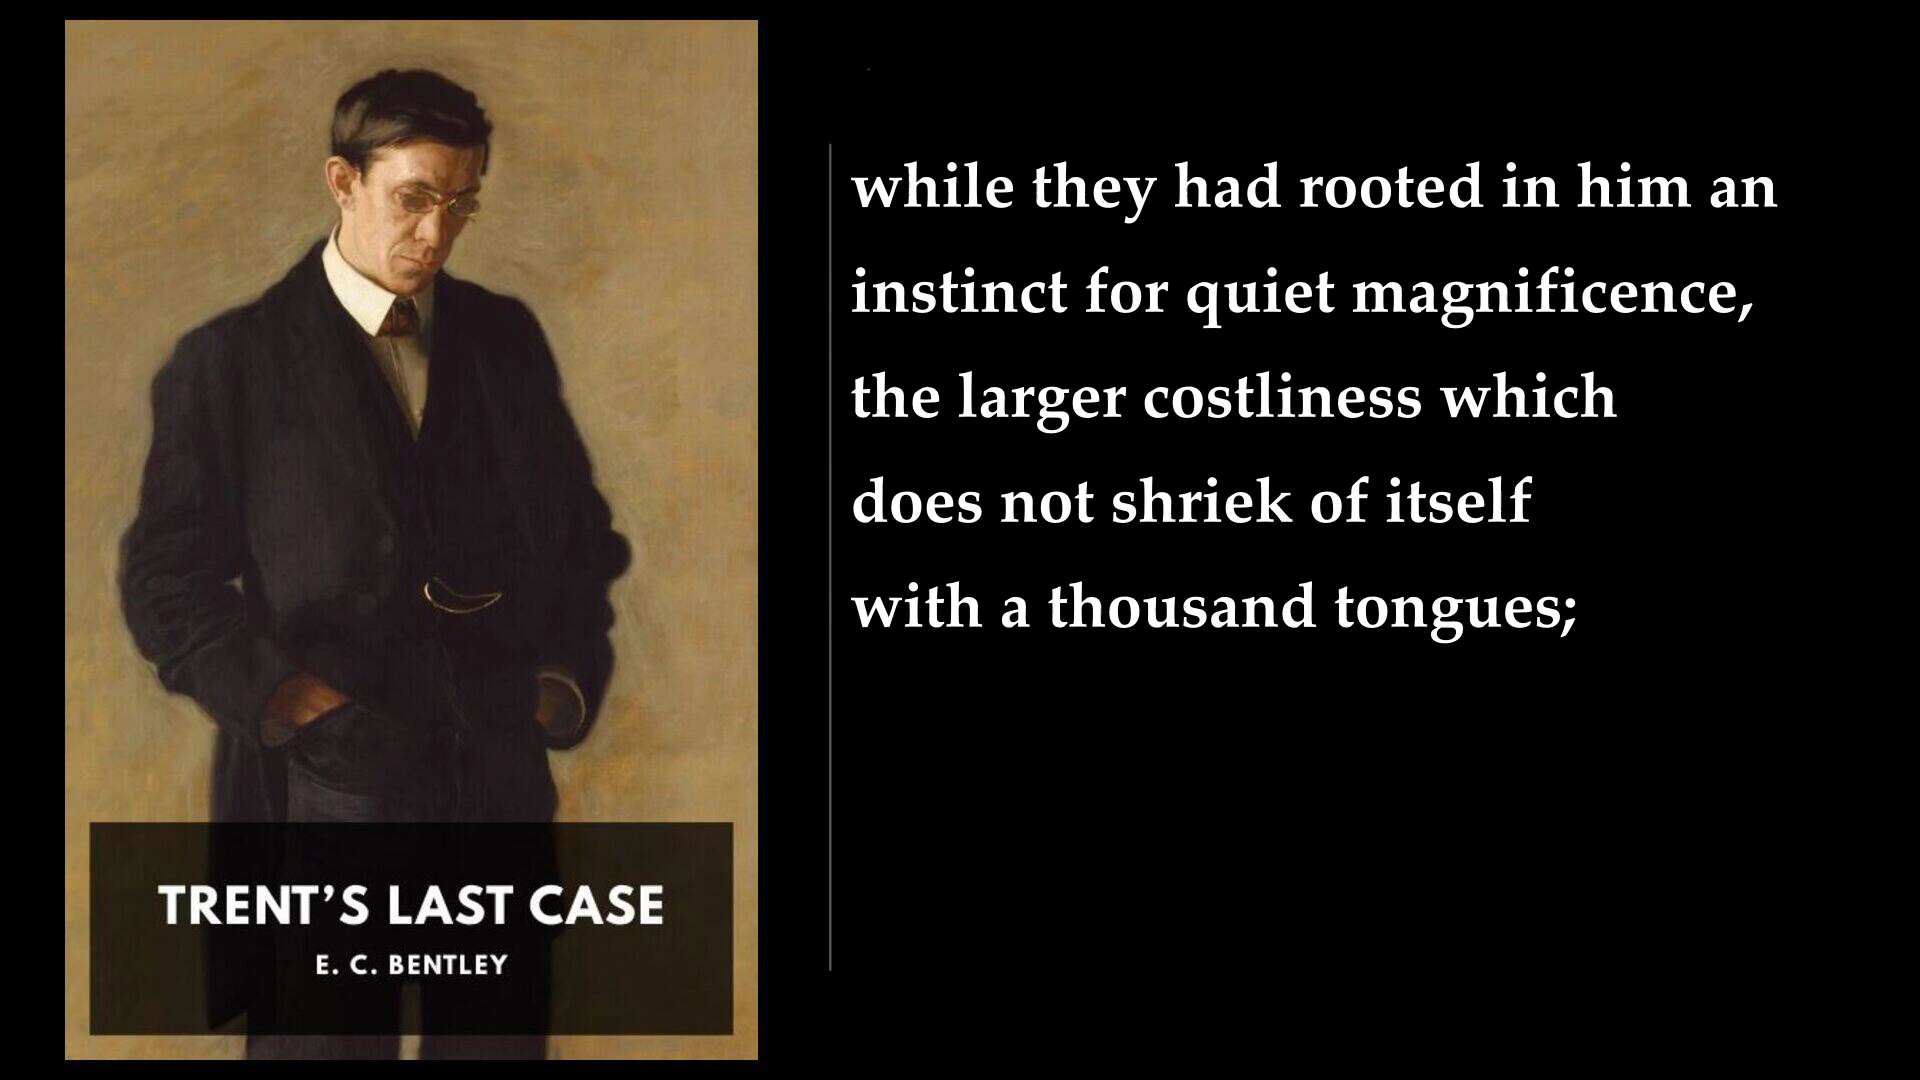 while they had rooted in him an
instinct for quiet magnificence,
the larger costliness which
does not shriek of itself
with a thousand tongues;
TRENT’S LAST CASE
E. C. BENTLEY